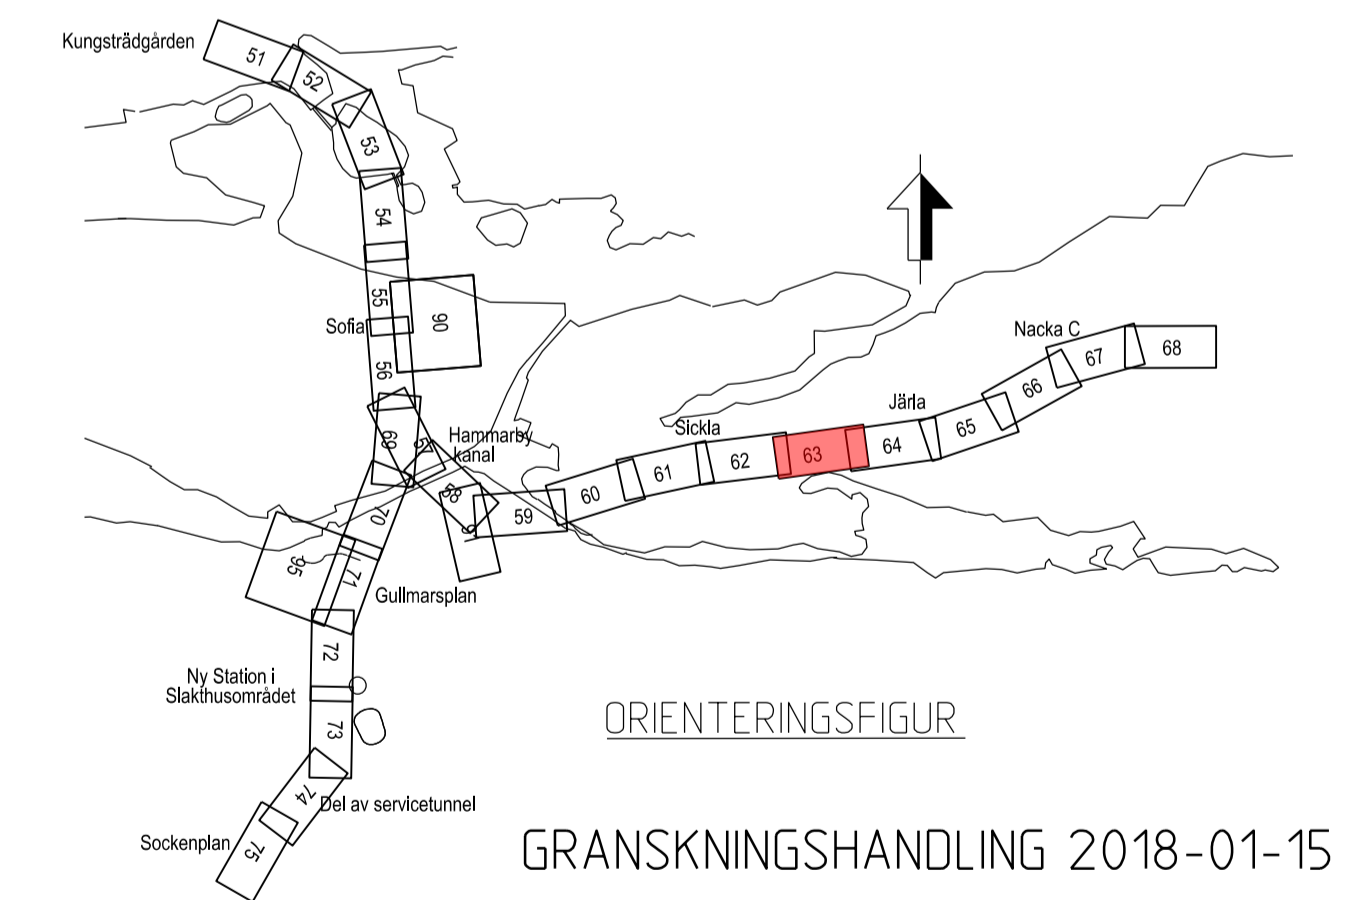 Kungsträdgården
51
52
53
54
55
Sofia
90
56
Nacka C
68
67
66
Järla
65
64
63
Sickla
62
61
60
59
69
57
Hammarby
kanal
58
70
95
71
Gullmarsplan
72
Ny Station i
Slakthusområdet
73
74
Del av servicetunnel
Sockenplan
75
ORIENTERINGSFIGUR
GRANSKNINGSHANDLING 2018-01-15